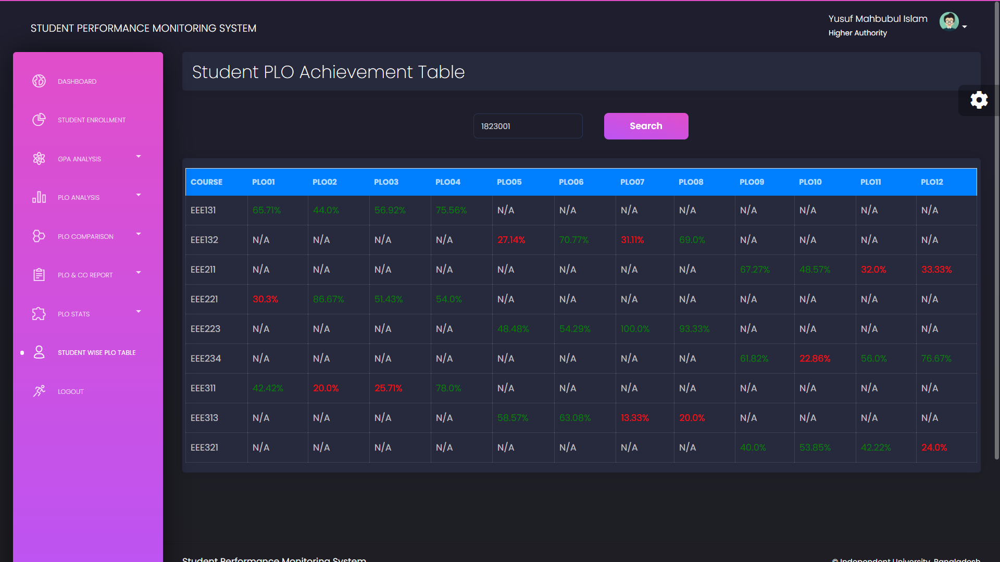 STUDENT PERFORMANCE MONITORING SYSTEM
Yusuf Mahbubul Islam
Higher Authority
DASHBOARD
STUDENT ENROLLMENT
GPA ANALYSIS
PLO ANALYSIS
PLO COMPARISON
PLO & CO REPORT
PLO STATS
STUDENT WISE PLO TABLE
LOGOUT
Student PLO Achievement Table
1823001 Search
COURSE PLO01 PLO02 PLO03 PLO04 PLO05 PLO06 PLO07 PLO08 PLO09 PLO10 PLO11 PLO12
EEE131 65.71% 44.0% 56.92% 75.56% N/A N/A N/A N/A N/A N/A N/A N/A
EEE132 N/A N/A N/A N/A 27.14% 70.77% 31.11% 69.0% N/A N/A N/A N/A
EEE211 N/A N/A N/A N/A N/A N/A N/A N/A 67.27% 48.57% 32.0% 33.33%
EEE221 30.3% 86.67% 51.43% 54.0% N/A N/A N/A N/A N/A N/A N/A N/A
EEE223 N/A N/A N/A N/A 48.48% 54.29% 100.0% 93.33% N/A N/A N/A N/A
EEE234 N/A N/A N/A N/A N/A N/A N/A N/A 61.82% 22.86% 56.0% 76.67%
EEE311 42.42% 20.0% 25.71% 78.0% N/A N/A N/A N/A N/A N/A N/A N/A
EEE313 N/A N/A N/A N/A 58.57% 63.08% 13.33% 20.0% N/A N/A N/A N/A
EEE321 N/A N/A N/A N/A N/A N/A N/A N/A 40.0% 53.85% 42.22% 24.0%
Student Performance Monitoring System
© Independent University, Bangladesh